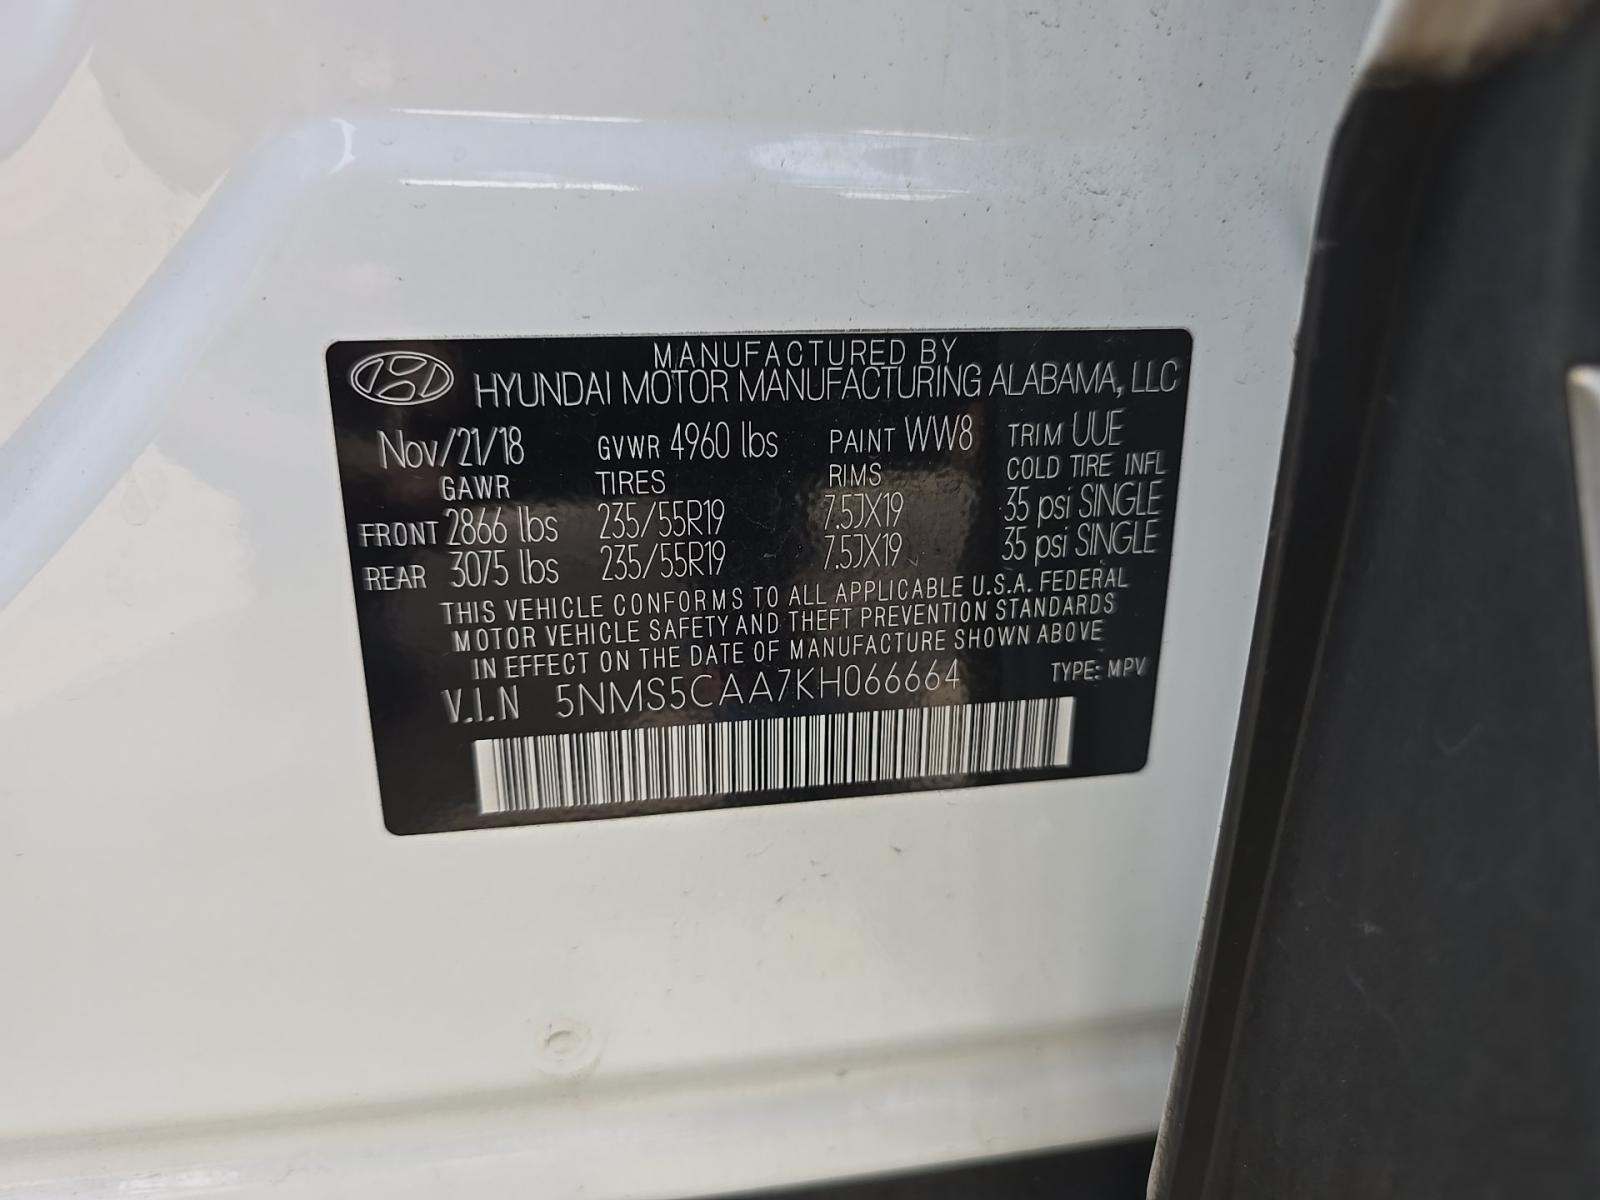 MANUFACTURED BY
HYUNDAI MOTOR MANUFACTURING ALABAMA, LLC
Nov/21/18 GVWR 4960 lbs PAINT WW8 TRIM UUE
GAWR TIRES RIMS COLD TIRE INFL
FRONT 2866 lbs 235/55R19 7.5JX19 35 psi SINGLE
REAR 3075 lbs 235/55R19 7.5JX19 35 psi SINGLE
THIS VEHICLE CONFORMS TO ALL APPLICABLE U.S.A. FEDERAL
MOTOR VEHICLE SAFETY AND THEFT PREVENTION STANDARDS
IN EFFECT ON THE DATE OF MANUFACTURE SHOWN ABOVE
V.I.N 5NMS5CAA7KH066664 TYPE: MPV